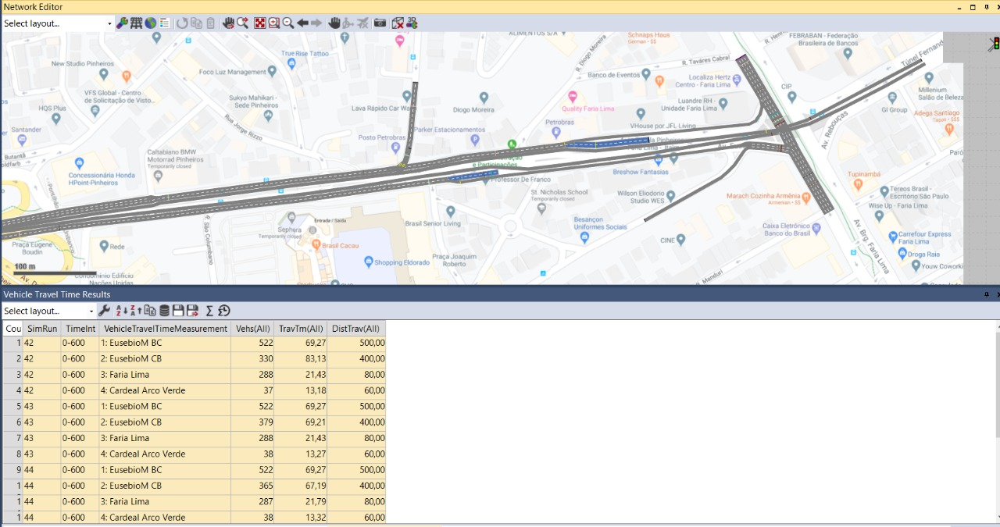 Network Editor
Select layout...
ALIMENTOS S/A
Schnaps Haus
German - $$
FEBRABAN - Federação
Brasileira de Bancos
R. Diogo Moreira
True Rise Tattoo
R. Tavares Cabral
Túnel Fernand
New Studio Pinheiros
Foco Luz Management
Banco de Eventos
Localiza Hertz
Centro - Faria Lima
CIP
Millenium
Salão de Beleza
VFS Global - Centro
de Solicitação de Visto...
Sukyo Mahikari -
Sede Pinheiros
Lava Rápido Car Wa
Diogo Moreira
Quality Faria Lima
Luandre RH -
Unidade Faria Lima
GI Group
Adega Santiago
HQS Plus
Rua Jorge Rizzo
Petrobras
VHouse por JFL-Living
Av. Rebouças
Santander
Posto Petrobras
Parker Estacionamentos
Caltabiano BMW
Motorrad Pinheiros
Temporarily closed
Concessionária Honda
HPoint-Pinheiros
e Participações
Breshow Fantasias
Professor De Franco
Tupinambá
St. Nicholas School
Temporarily closed
Wilson Eliodorio
Studio WES
Marach Cozinha Armênia
Armenian - $$
Tereos Brasil -
Escritório São Paulo
Wise Up - Faria Lima
Sephora
Temporarily closed
Entrada / Saída
Brasil Senior Living
Besançon
Uniformes Sociais
Caixa Eletrônico
Banco do Brasil
R. São Columbano
Praça Eugene
Boudin
Rede
Brasil Cacau
CINE
Av. Brg. Faria Lima
Carrefour Express
Faria Lima
Shopping Eldorado
Praça Joaquim
Roberto
Droga Raia
Youw Coworki
100 m
Condomínio Edifício
Nações Unidas
R. Manduri
Vehicle Travel Time Results
Select layout...
Cou SimRun TimeInt VehicleTravelTimeMeasurement Vehs(All) TravTm(All) DistTrav(All)
1 42 0-600 1: EusebioM BC 522 69,27 500,00
2 42 0-600 2: EusebioM CB 330 83,13 400,00
3 42 0-600 3: Faria Lima 288 21,43 80,00
4 42 0-600 4: Cardeal Arco Verde 37 13,18 60,00
5 43 0-600 1: EusebioM BC 522 69,27 500,00
6 43 0-600 2: EusebioM CB 379 69,21 400,00
7 43 0-600 3: Faria Lima 288 21,43 80,00
8 43 0-600 4: Cardeal Arco Verde 38 13,27 60,00
9 44 0-600 1: EusebioM BC 522 69,27 500,00
1 44 0-600 2: EusebioM CB 365 67,19 400,00
1 44 0-600 3: Faria Lima 287 21,79 80,00
1 44 0-600 4: Cardeal Arco Verde 38 13,32 60,00